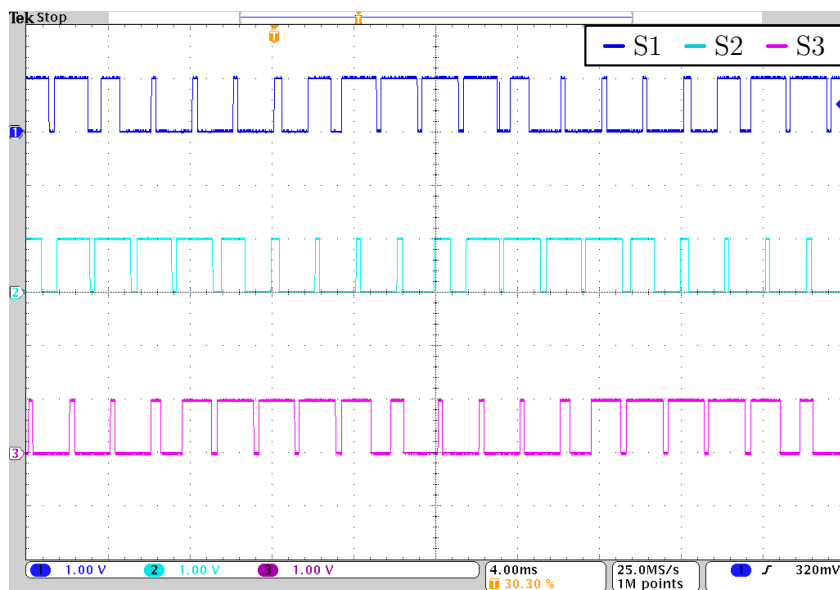 Tek Stop
T
T
S1 S2 S3
1
2
3
1 1.00 V 2 1.00 V 3 1.00 V
4.00ms
T 30.30 %
25.0MS/s
1M points
1 320mV